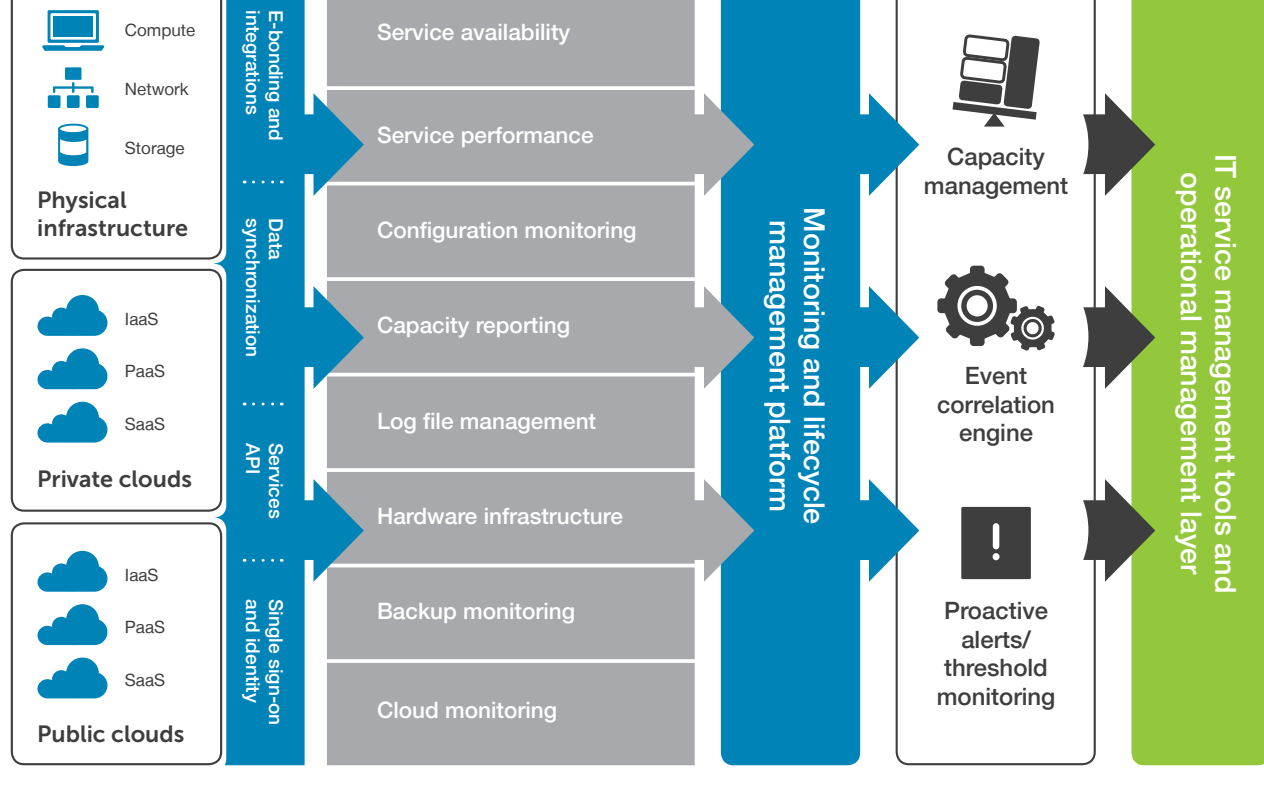 Compute
Network
Storage
Physical
infrastructure
IaaS
PaaS
SaaS
Private clouds
IaaS
PaaS
SaaS
Public clouds
E-bonding and
integrations
Data
synchronization
Services
API
Single sign-on
and identity
Service availability
Service performance
Configuration monitoring
Capacity reporting
Log file management
Hardware infrastructure
Backup monitoring
Cloud monitoring
Monitoring and lifecycle
management platform
Capacity
management
Event
correlation
engine
!
Proactive
alerts/
threshold
monitoring
IT service management tools and
operational management layer